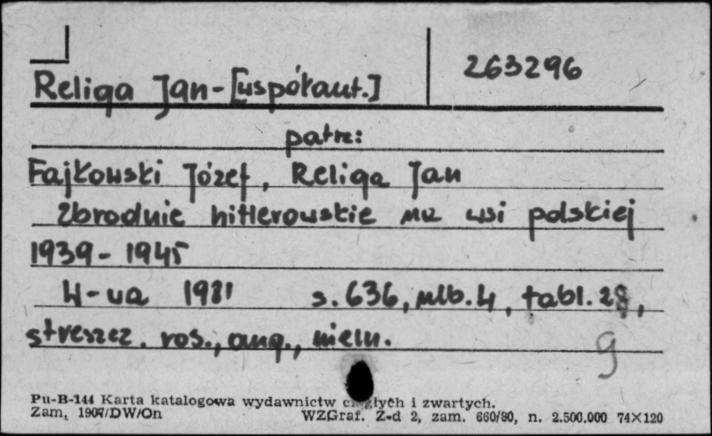 Religa Jan - [współaut.]
263296
patrz:
Fajkowski Józef, Religa Jan
Zbrodnie hitlerowskie na wsi polskiej
1939 - 1945
W-wa 1981 s. 636, nlb. 4, tabl. 28,
streszcz. ros., ang., niem.
9
Pu-B-144 Karta katalogowa wydawnictw ciągłych i zwartych.
Zam. 1907/DW/On WZGraf. Z-d 2, zam. 660/80, n. 2.500.000 74×120